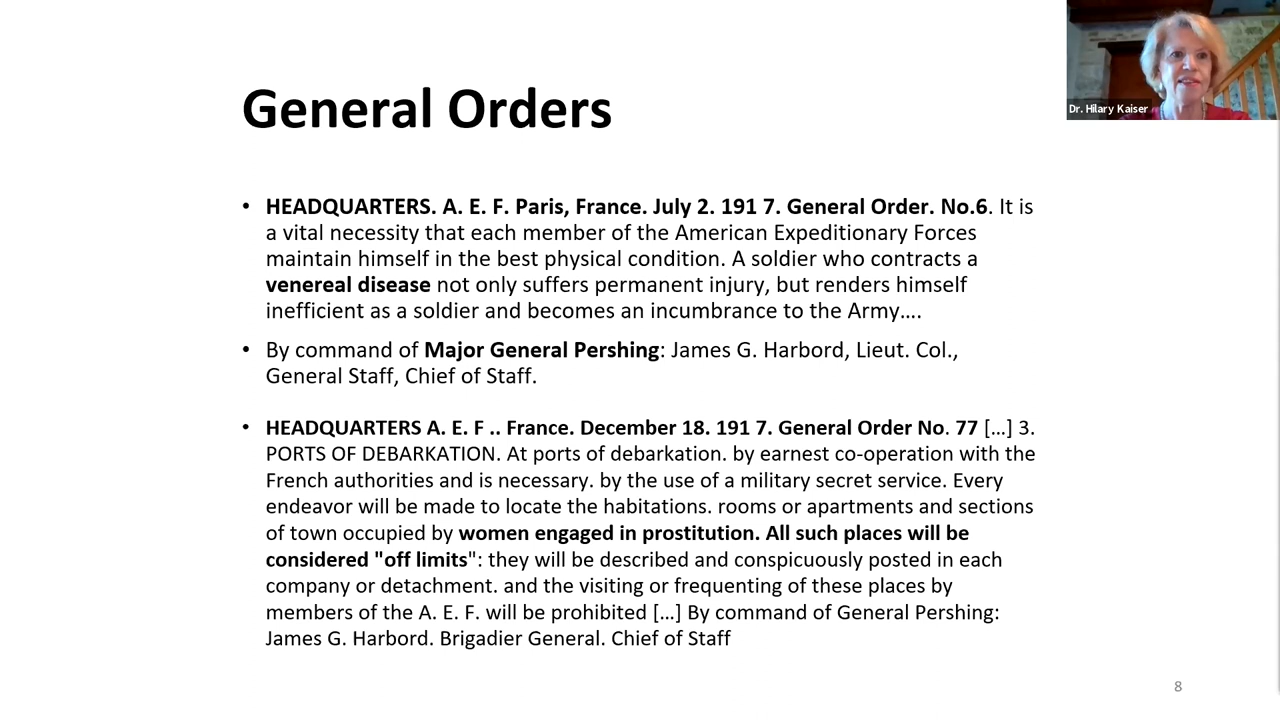 Dr. Hilary Kaiser
General Orders
• HEADQUARTERS. A. E. F. Paris, France. July 2. 191 7. General Order. No.6. It is
a vital necessity that each member of the American Expeditionary Forces
maintain himself in the best physical condition. A soldier who contracts a
venereal disease not only suffers permanent injury, but renders himself
inefficient as a soldier and becomes an incumbrance to the Army….
• By command of Major General Pershing: James G. Harbord, Lieut. Col.,
General Staff, Chief of Staff.
• HEADQUARTERS A. E. F .. France. December 18. 191 7. General Order No. 77 […] 3.
PORTS OF DEBARKATION. At ports of debarkation. by earnest co-operation with the
French authorities and is necessary. by the use of a military secret service. Every
endeavor will be made to locate the habitations. rooms or apartments and sections
of town occupied by women engaged in prostitution. All such places will be
considered "off limits": they will be described and conspicuously posted in each
company or detachment. and the visiting or frequenting of these places by
members of the A. E. F. will be prohibited […] By command of General Pershing:
James G. Harbord. Brigadier General. Chief of Staff
8